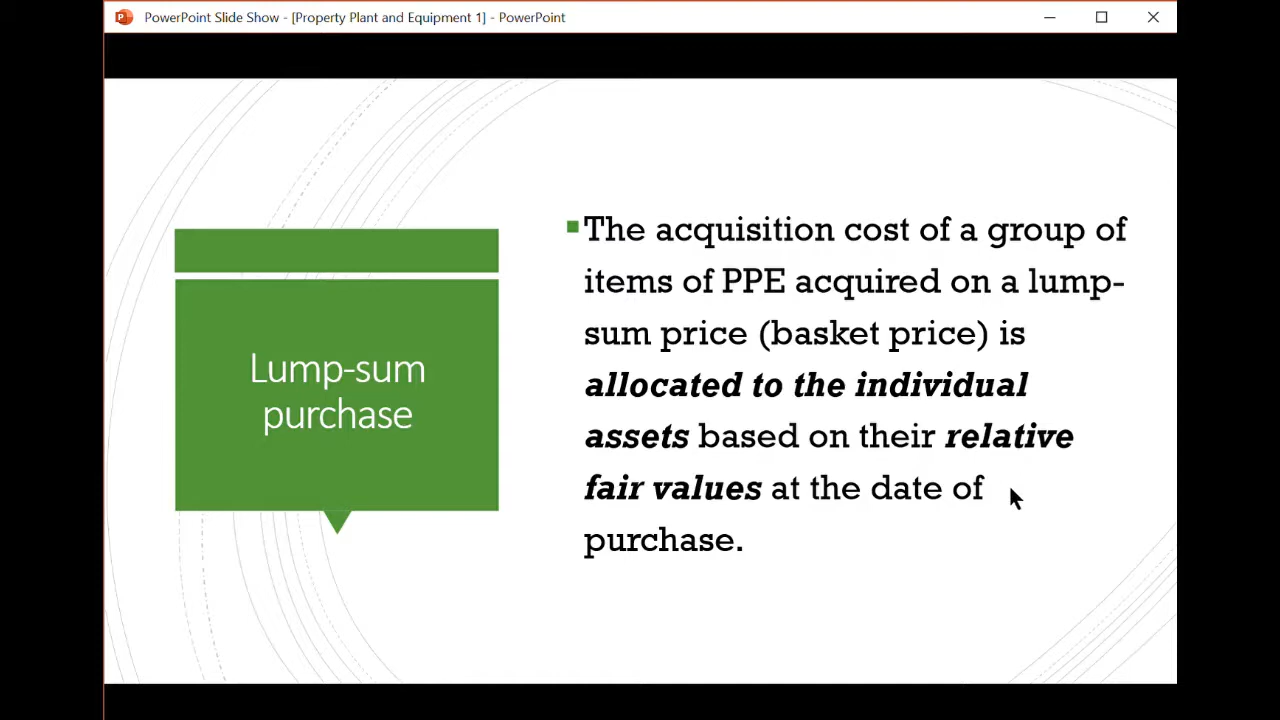 PowerPoint Slide Show - [Property Plant and Equipment 1] - PowerPoint
Lump-sum
purchase
The acquisition cost of a group of
items of PPE acquired on a lump-
sum price (basket price) is
allocated to the individual
assets based on their relative
fair values at the date of
purchase.